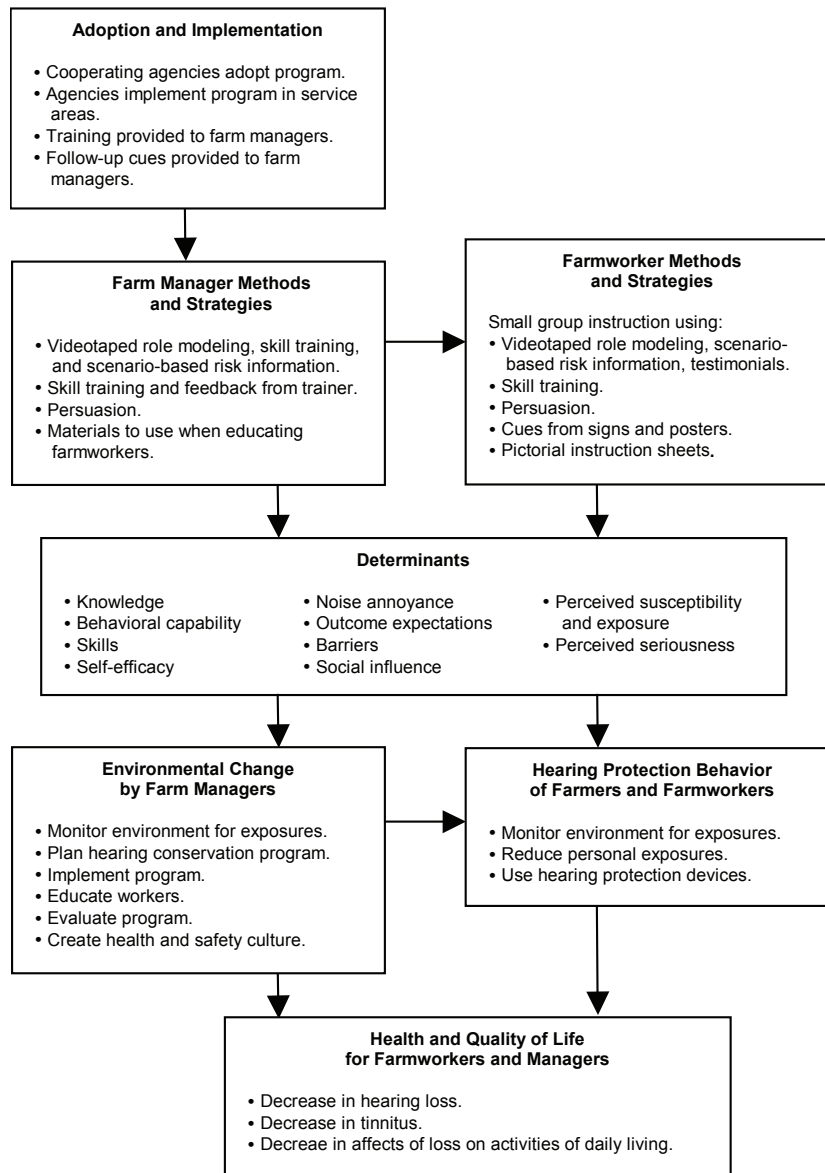 Adoption and Implementation
• Cooperating agencies adopt program.
• Agencies implement program in service
areas.
• Training provided to farm managers.
• Follow-up cues provided to farm
managers.
Farm Manager Methods
and Strategies
• Videotaped role modeling, skill training,
and scenario-based risk information.
• Skill training and feedback from trainer.
• Persuasion.
• Materials to use when educating
farmworkers.
Farmworker Methods
and Strategies
Small group instruction using:
• Videotaped role modeling, scenario-
based risk information, testimonials.
• Skill training.
• Persuasion.
• Cues from signs and posters.
• Pictorial instruction sheets.
Determinants
• Knowledge
• Behavioral capability
• Skills
• Self-efficacy
• Noise annoyance
• Outcome expectations
• Barriers
• Social influence
• Perceived susceptibility
and exposure
• Perceived seriousness
Environmental Change
by Farm Managers
• Monitor environment for exposures.
• Plan hearing conservation program.
• Implement program.
• Educate workers.
• Evaluate program.
• Create health and safety culture.
Hearing Protection Behavior
of Farmers and Farmworkers
• Monitor environment for exposures.
• Reduce personal exposures.
• Use hearing protection devices.
Health and Quality of Life
for Farmworkers and Managers
• Decrease in hearing loss.
• Decrease in tinnitus.
• Decreae in affects of loss on activities of daily living.